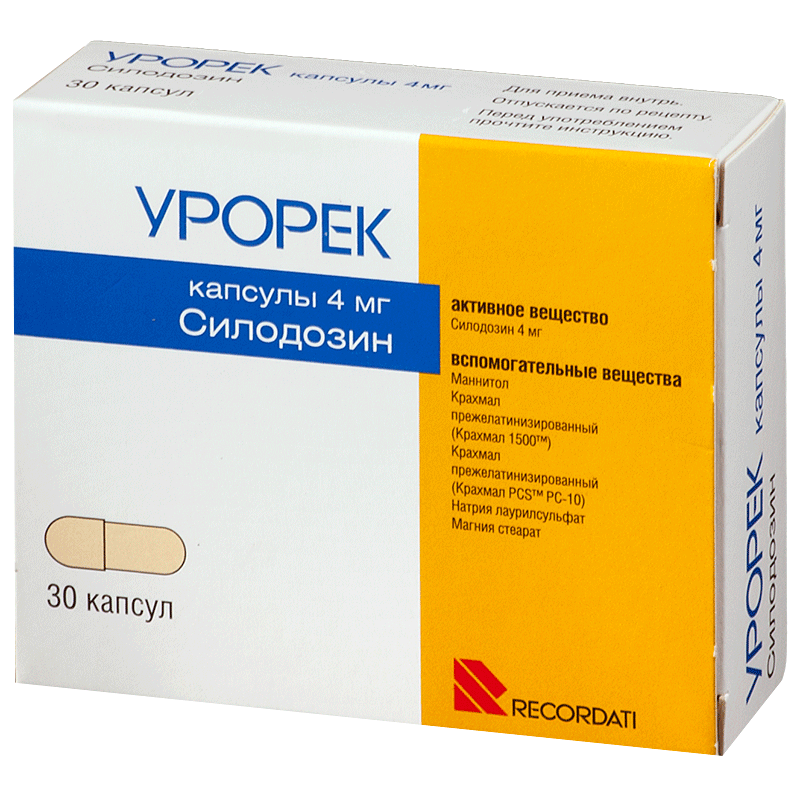 УРОРЕК капсулы 4 мг
Силодозин
30 капсул
Для приема внутрь.
Отпускается по рецепту.
Перед употреблением
прочтите инструкцию.
УРОРЕК
капсулы 4 мг
Силодозин
30 капсул
активное вещество
Силодозин 4 мг
вспомогательные вещества
Маннитол
Крахмал
прежелатинизированный
(Крахмал 1500™)
Крахмал
прежелатинизированный
(Крахмал PCS™ PC-10)
Натрия лаурилсульфат
Магния стеарат
RECORDATI
УРОРЕК капсулы 4 мг
Силодозин